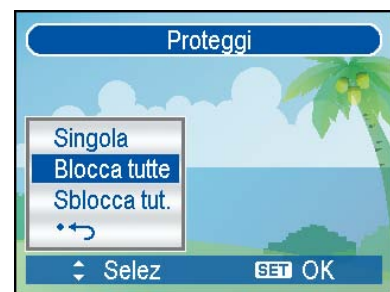 Proteggi
Singola
Blocca tutte
Sblocca tut.
Selez SET OK